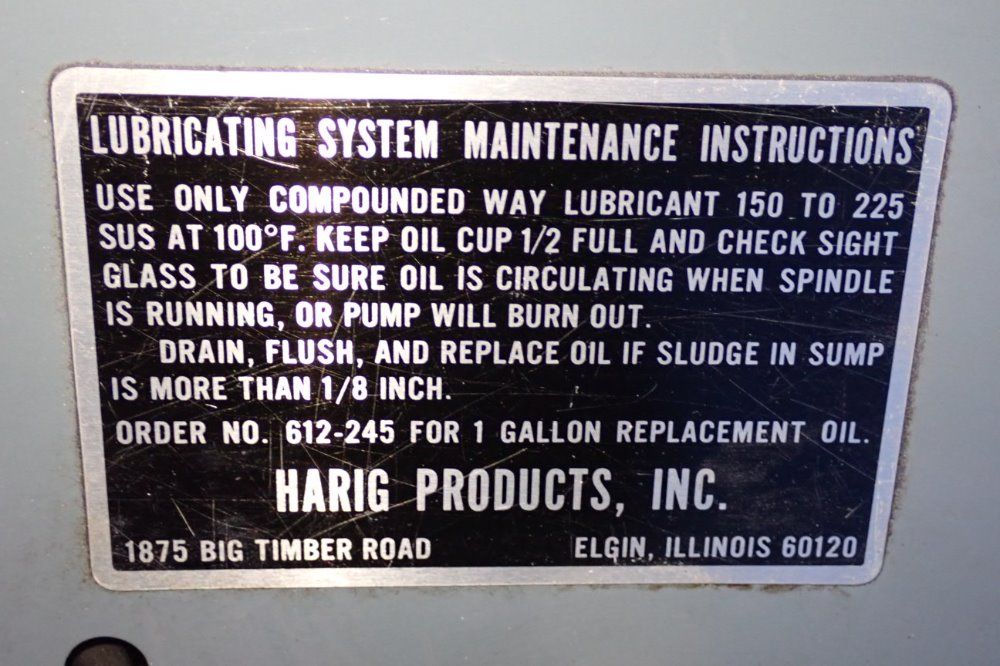 LUBRICATING SYSTEM MAINTENANCE INSTRUCTIONS
USE ONLY COMPOUNDED WAY LUBRICANT 150 TO 225
SUS AT 100°F. KEEP OIL CUP 1/2 FULL AND CHECK SIGHT
GLASS TO BE SURE OIL IS CIRCULATING WHEN SPINDLE
IS RUNNING, OR PUMP WILL BURN OUT.
DRAIN, FLUSH, AND REPLACE OIL IF SLUDGE IN SUMP
IS MORE THAN 1/8 INCH.
ORDER NO. 612-245 FOR 1 GALLON REPLACEMENT OIL.
HARIG PRODUCTS, INC.
1875 BIG TIMBER ROAD ELGIN, ILLINOIS 60120